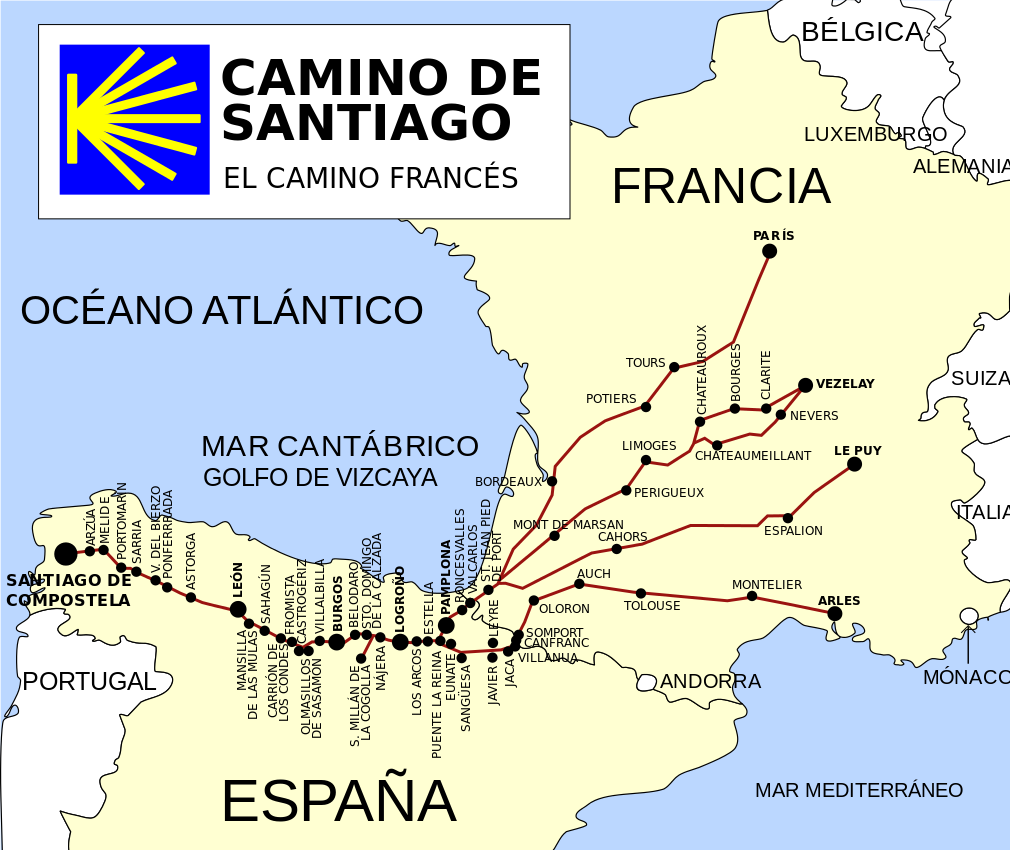 CAMINO DE
SANTIAGO
EL CAMINO FRANCÉS
BÉLGICA
LUXEMBURGO
ALEMANIA
FRANCIA
PARÍS
OCÉANO ATLÁNTICO
TOURS
CHATEAUROUX
BOURGES
CLARITE
SUIZA
VEZELAY
POTIERS
NEVERS
MAR CANTÁBRICO
GOLFO DE VIZCAYA
LIMOGES
CHÂTEAUMEILLANT
LE PUY
BORDEAUX
PERIGUEUX
ITALIA
MONT DE MARSAN
CAHORS
ESPALION
SANTIAGO DE
COMPOSTELA
ARZÚA
MELIDE
PORTOMARÍN
SARRIA
V. DEL BIERZO
PONFERRRADA
ASTORGA
LEÓN
SAHAGÚN
FROMISTA
CASTROGERIZ
VILLALBILLA
BURGOS
BELODARO
STO. DOMINGO
DE LA CALZADA
LOGROÑO
ESTELLA
PAMPLONA
RONCESVALLES
VALCARLOS
ST. JEAN PIED
DE PORT
AUCH
MONTELIER
TOLOUSE
ARLES
OLORON
LEYRE
SOMPORT
CANFRANC
VILLANUA
MANSILLA
DE LAS MULAS
CARRIÓN DE
LOS CONDES
OLMASILLOS
DE SASAMON
S. MILLÁN DE
LA COGOLLA
NÁJERA
LOS ARCOS
PUENTE LA REINA
EUNATE
SANGÜESA
JAVIER
JACA
PORTUGAL
ANDORRA
MÓNACO
ESPAÑA
MAR MEDITERRÁNEO